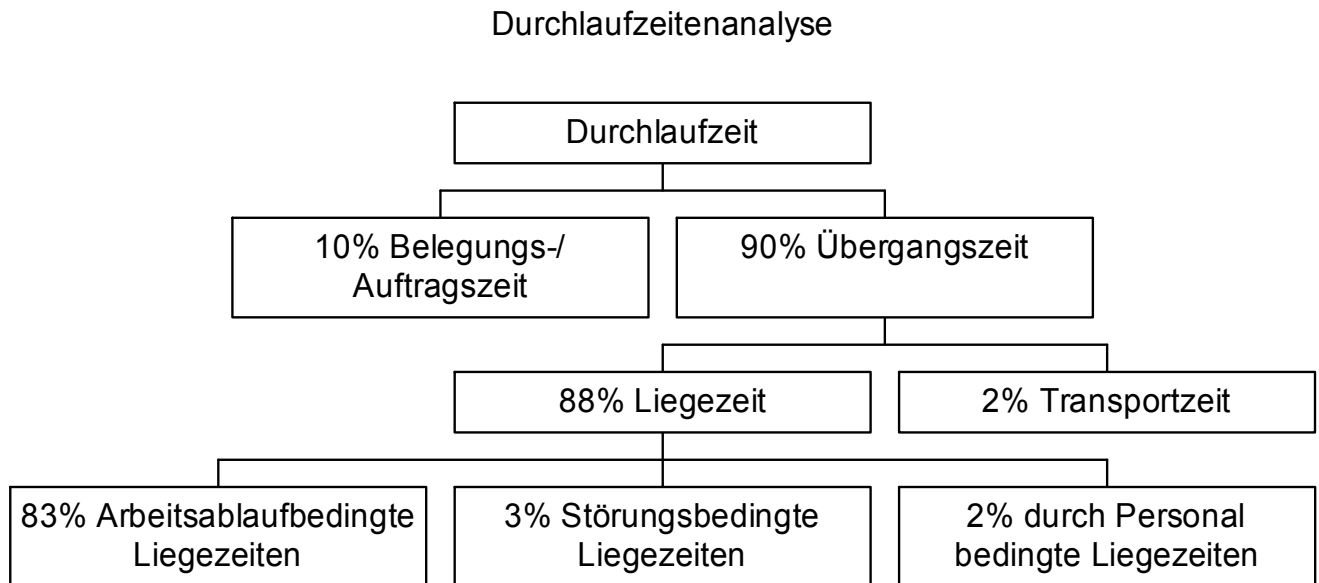 Durchlaufzeitenanalyse
Durchlaufzeit
10% Belegungs-/
Auftragszeit
90% Übergangszeit
88% Liegezeit
2% Transportzeit
83% Arbeitsablaufbedingte
Liegezeiten
3% Störungsbedingte
Liegezeiten
2% durch Personal
bedingte Liegezeiten